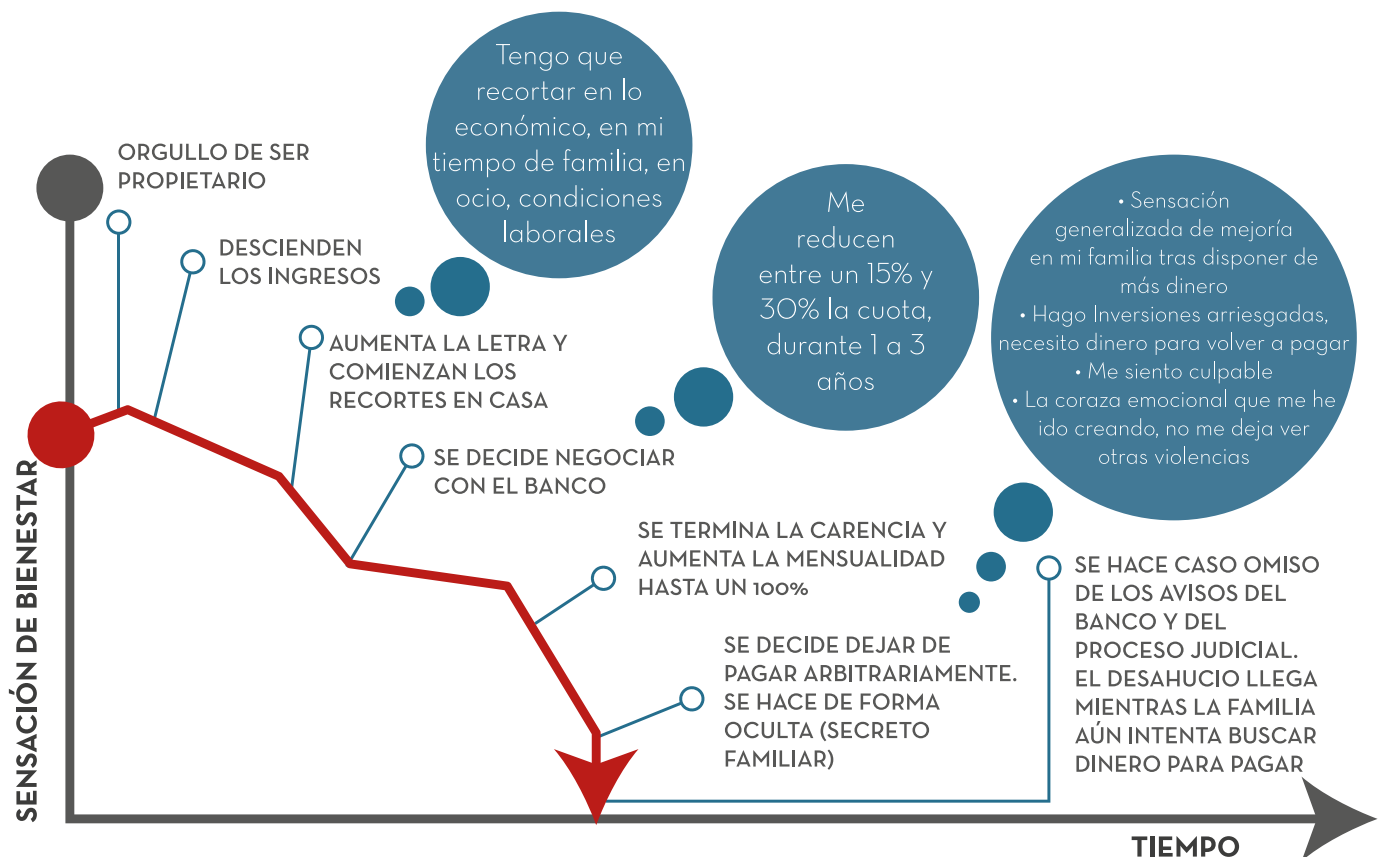 Tengo que
recortar en lo
económico, en mi
tiempo de familia, en
ocio, condiciones
laborales
ORGULLO DE SER
PROPIETARIO
DESCIENDEN
LOS INGRESOS
AUMENTA LA LETRA Y
COMIENZAN LOS
RECORTES EN CASA
Me
reducen
entre un 15% y
30% la cuota,
durante 1 a 3
años
SE DECIDE NEGOCIAR
CON EL BANCO
• Sensación
generalizada de mejoría
en mi familia tras disponer de
más dinero
• Hago Inversiones arriesgadas,
necesito dinero para volver a pagar
• Me siento culpable
• La coraza emocional que me he
ido creando, no me deja ver
otras violencias
SE TERMINA LA CARENCIA Y
AUMENTA LA MENSUALIDAD
HASTA UN 100%
SE DECIDE DEJAR DE
PAGAR ARBITRARIAMENTE.
SE HACE DE FORMA
OCULTA (SECRETO
FAMILIAR)
SE HACE CASO OMISO
DE LOS AVISOS DEL
BANCO Y DEL
PROCESO JUDICIAL.
EL DESAHUCIO LLEGA
MIENTRAS LA FAMILIA
AÚN INTENTA BUSCAR
DINERO PARA PAGAR
SENSACIÓN DE BIENESTAR
TIEMPO